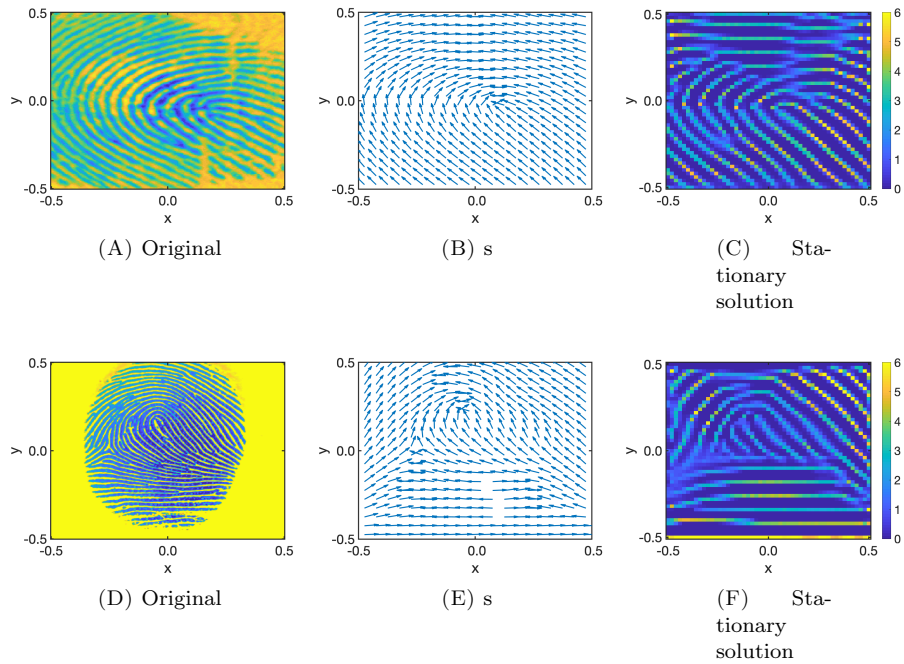 0.5
y
0.0
-0.5
-0.5 0.0 0.5
x
(A) Original
0.5
y
0.0
-0.5
-0.5 0.0 0.5
x
(B) s
0.5
y
0.0
-0.5
-0.5 0.0 0.5
x
6
5
4
3
2
1
0
(C) Sta-
tionary
solution
0.5
y
0.0
-0.5
-0.5 0.0 0.5
x
(D) Original
0.5
y
0.0
-0.5
-0.5 0.0 0.5
x
(E) s
0.5
y
0.0
-0.5
-0.5 0.0 0.5
x
6
5
4
3
2
1
0
(F) Sta-
tionary
solution